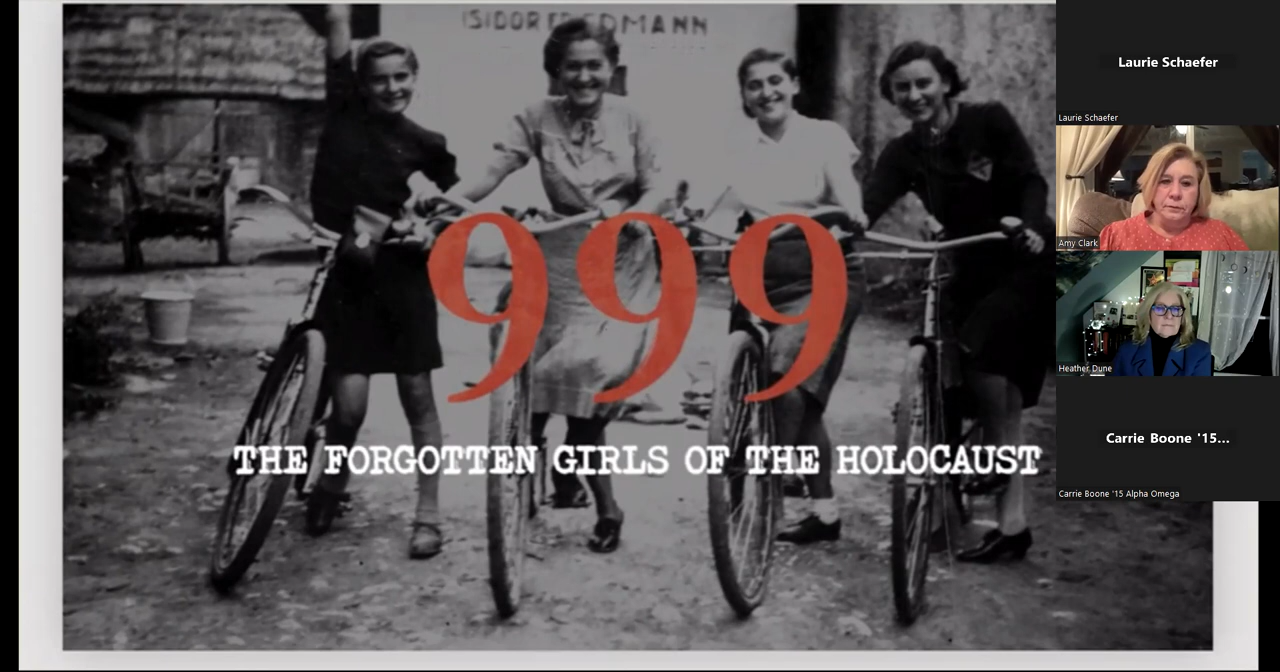 999
THE FORGOTTEN GIRLS OF THE HOLOCAUST
Laurie Schaefer
Laurie Schaefer
Amy Clark
Heather Dune
Carrie Boone '15...
Carrie Boone '15 Alpha Omega